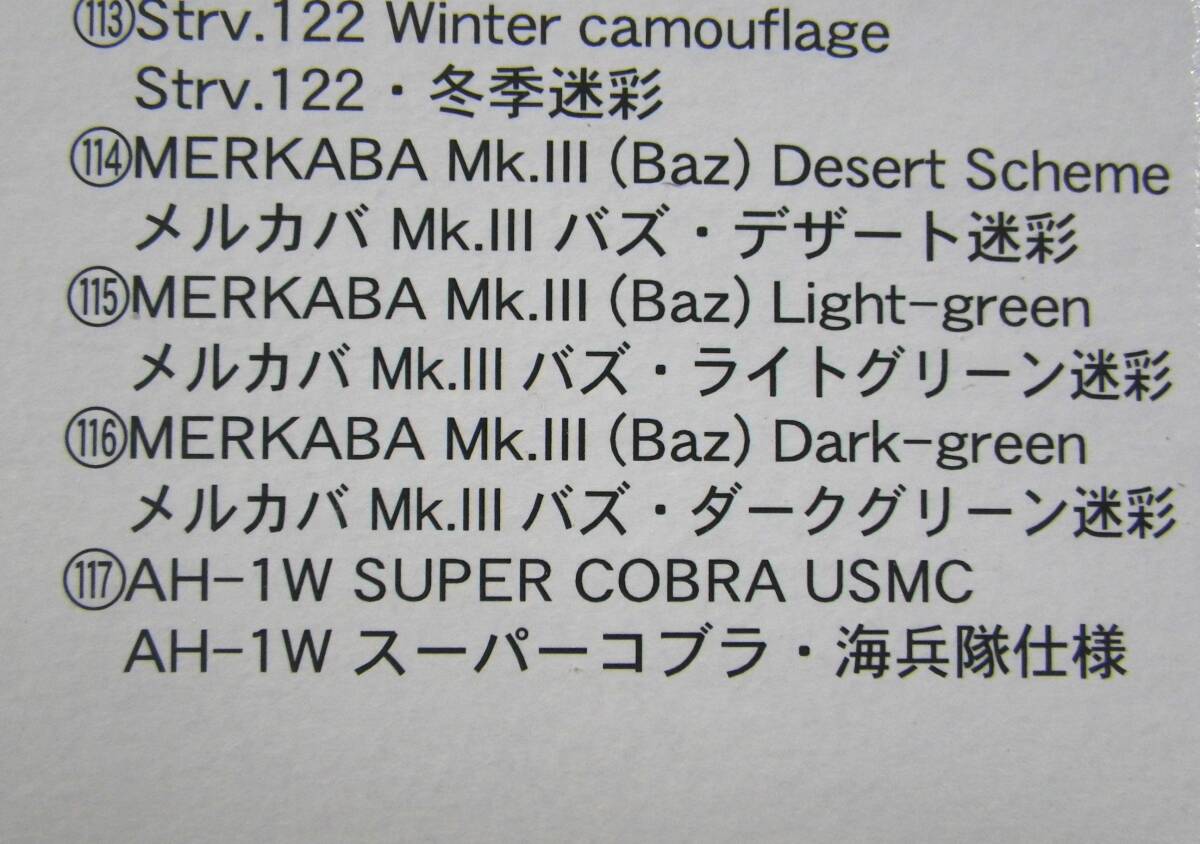 ⑬Strv.122 Winter camouflage
Strv.122・冬季迷彩
⑭MERKABA Mk.III (Baz) Desert Scheme
メルカバ Mk.III バズ・デザート迷彩
⑮MERKABA Mk.III (Baz) Light-green
メルカバ Mk.III バズ・ライトグリーン迷彩
⑯MERKABA Mk.III (Baz) Dark-green
メルカバ Mk.III バズ・ダークグリーン迷彩
⑰AH-1W SUPER COBRA USMC
AH-1W スーパーコブラ・海兵隊仕様